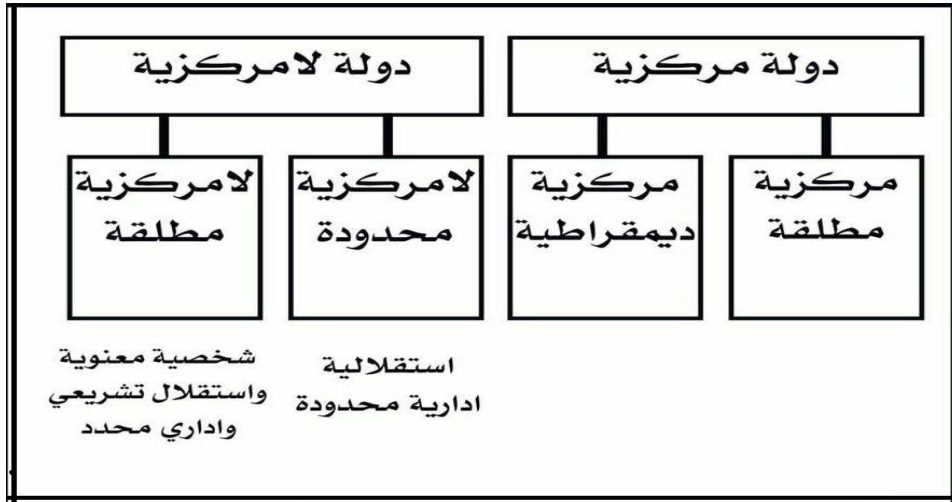 دولة مركزية
دولة لامركزية
مركزية
مطلقة
مركزية
ديمقراطية
لامركزية
محدودة
لامركزية
مطلقة
استقلالية
ادارية محدودة
شخصية معنوية
واستقلال تشريعي
واداري محدد